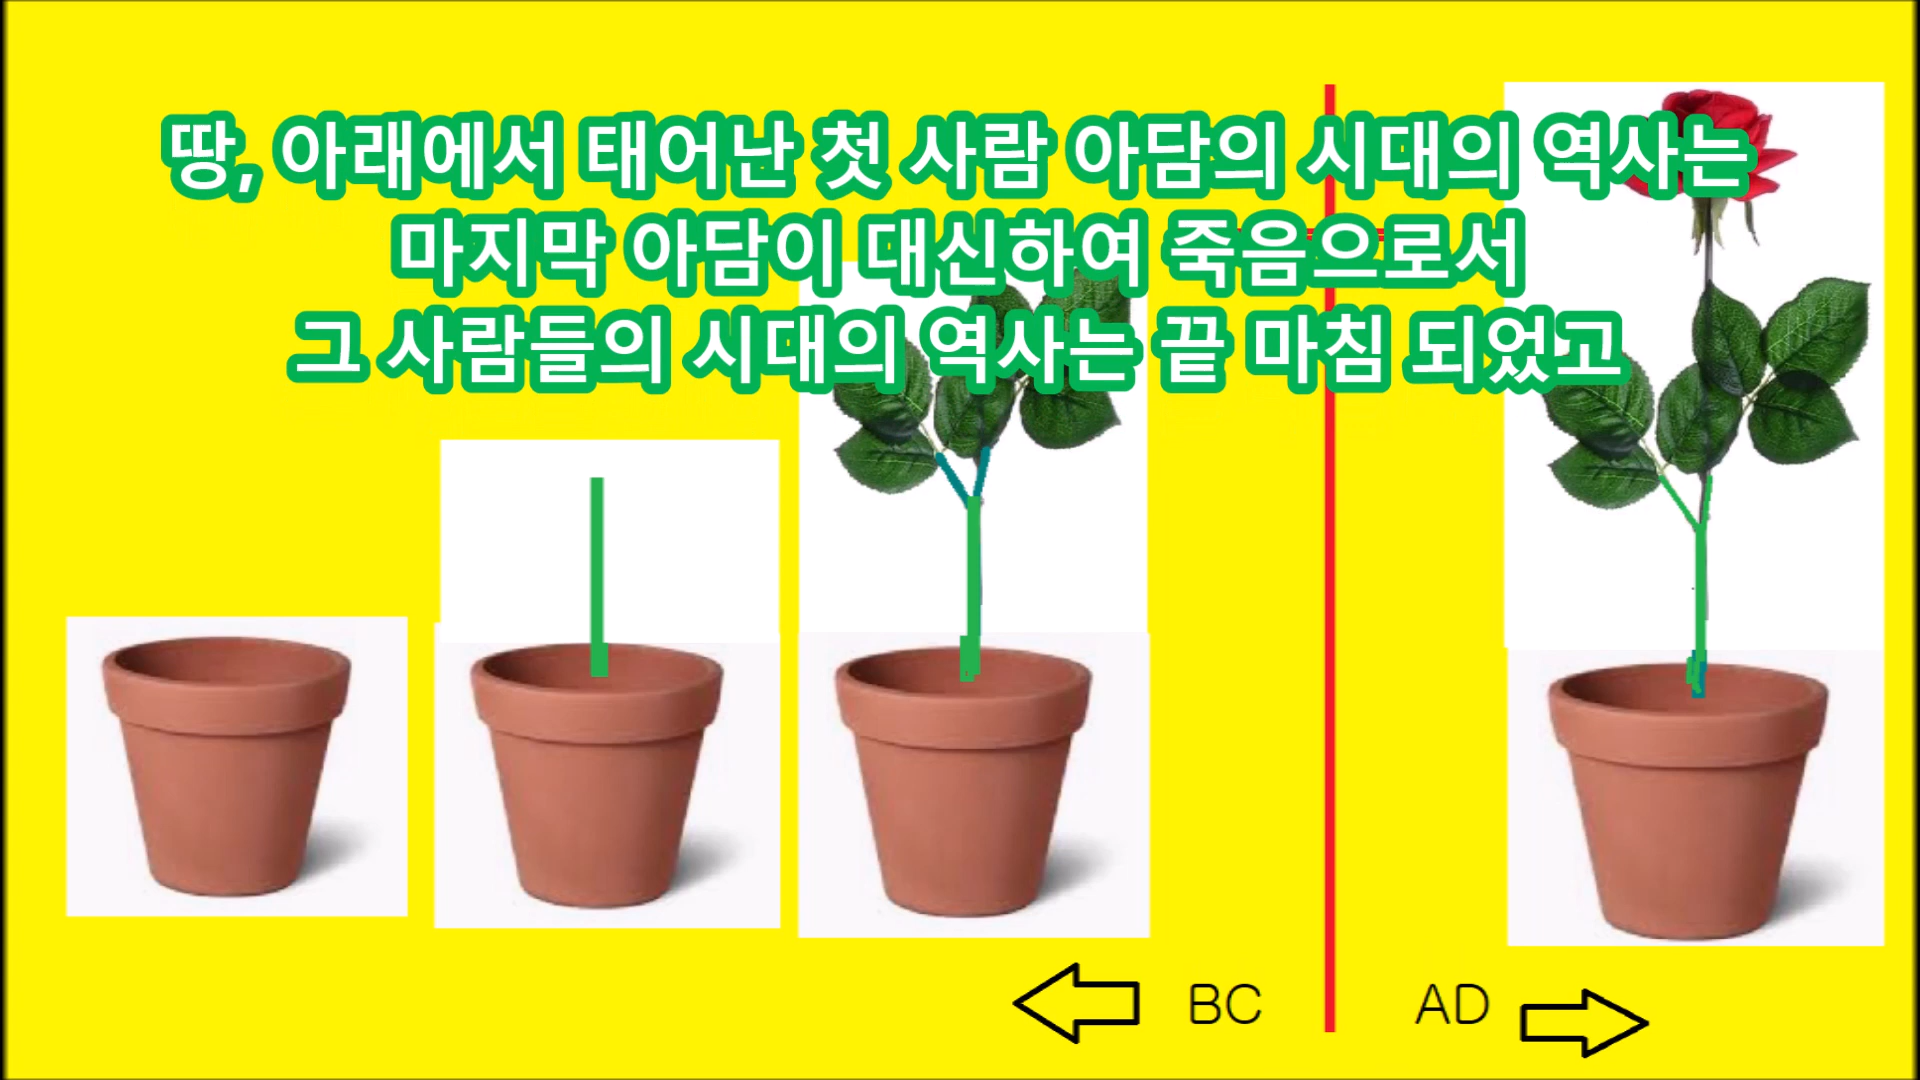 땅, 아래에서 태어난 첫 사람 아담의 시대의 역사는
마지막 아담이 대신하여 죽음으로서
그 사람들의 시대의 역사는 끝 마침 되었고
BC
AD